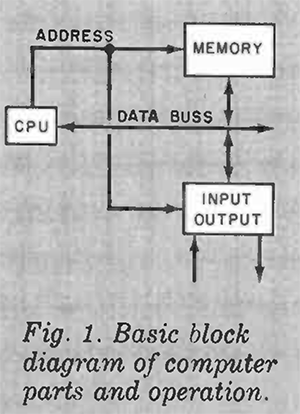 ADDRESS
MEMORY
DATA BUSS
CPU
INPUT
OUTPUT
Fig. 1. Basic block
diagram of computer
parts and operation.